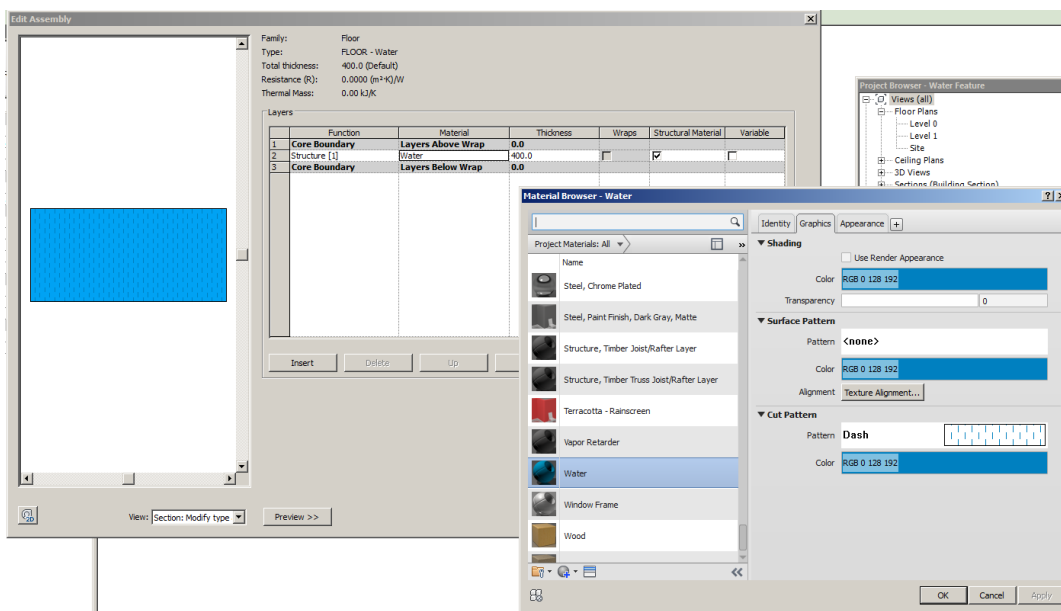 Edit Assembly
Family: Floor
Type: FLOOR - Water
Total thickness: 400.0 (Default)
Resistance (R): 0.0000 (m²·K)/W
Thermal Mass: 0.00 kJ/K
Layers
Function Material Thickness Wraps Structural Material Variable
1 Core Boundary Layers Above Wrap 0.0
2 Structure [1] Water 400.0
3 Core Boundary Layers Below Wrap 0.0
Insert Delete Up
View: Section: Modify type Preview >>
Project Browser - Water Feature
Views (all)
Floor Plans
Level 0
Level 1
Site
Ceiling Plans
3D Views
Sections (Building Section)
Material Browser - Water
Project Materials: All
Name
Steel, Chrome Plated
Steel, Paint Finish, Dark Gray, Matte
Structure, Timber Joist/Rafter Layer
Structure, Timber Truss Joist/Rafter Layer
Terracotta - Rainscreen
Vapor Retarder
Water
Window Frame
Wood
Identity Graphics Appearance
Shading
Use Render Appearance
Color RGB 0 128 192
Transparency 0
Surface Pattern
Pattern <none>
Color RGB 0 128 192
Alignment Texture Alignment...
Cut Pattern
Pattern Dash
Color RGB 0 128 192
OK Cancel Apply